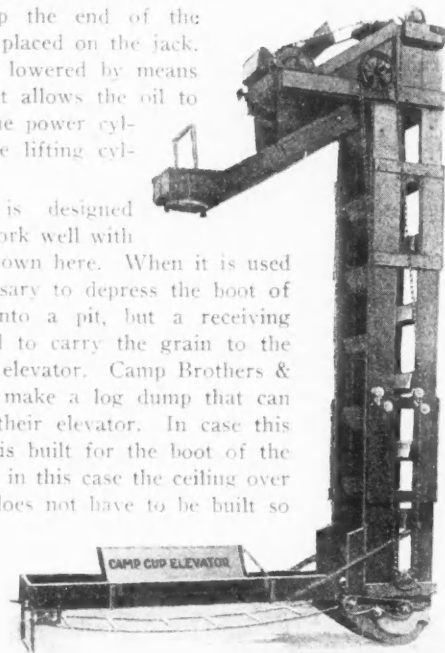 p the end of the
placed on the jack.
lowered by means
t allows the oil to
ne power cyl-
e lifting cyl-
is designed
ork well with
own here. When it is used
sary to depress the boot of
nto a pit, but a receiving
d to carry the grain to the
elevator. Camp Brothers &
make a log dump that can
their elevator. In case this
is built for the boot of the
in this case the ceiling over
does not have to be built so
CAMP CUP ELEVATOR